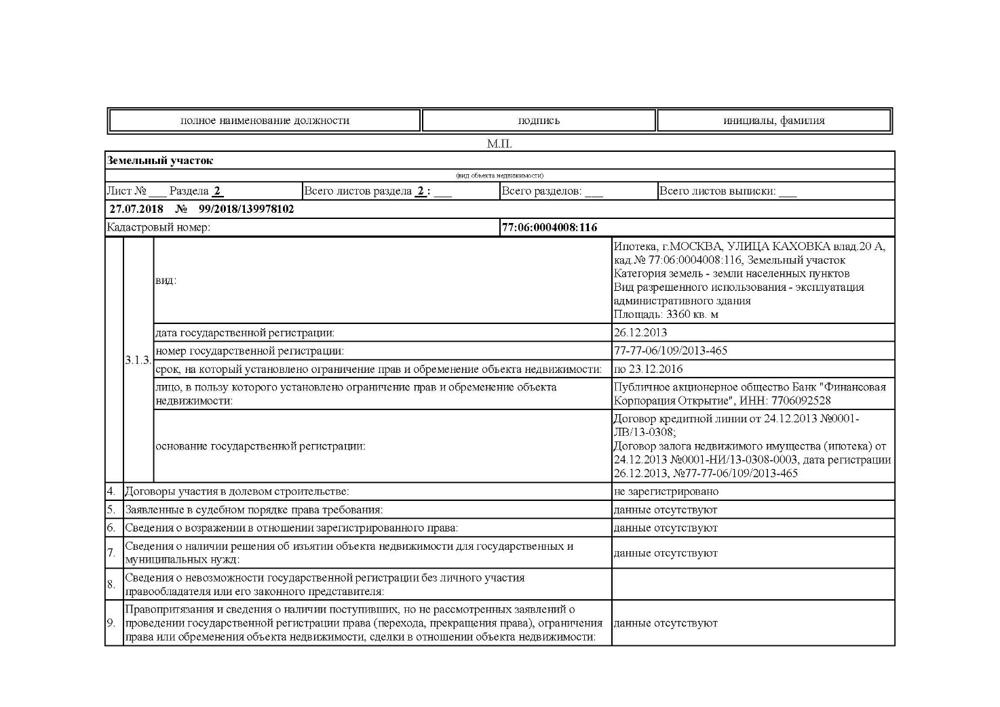 полное наименование должности
подпись
инициалы, фамилия
М.П.
Земельный участок
(вид объекта недвижимости)
Лист № ___ Раздела 2
Всего листов раздела 2 : ___
Всего разделов: ___
Всего листов выписки: ___
27.07.2018 № 99/2018/139978102
Кадастровый номер:
77:06:0004008:116
3.1.3.
вид:
Ипотека, г.МОСКВА, УЛИЦА КАХОВКА влад.20 А,
кад.№ 77:06:0004008:116, Земельный участок
Категория земель - земли населенных пунктов
Вид разрешенного использования - эксплуатация
административного здания
Площадь: 3360 кв. м
дата государственной регистрации:
26.12.2013
номер государственной регистрации:
77-77-06/109/2013-465
срок, на который установлено ограничение прав и обременение объекта недвижимости:
по 23.12.2016
лицо, в пользу которого установлено ограничение прав и обременение объекта
недвижимости:
Публичное акционерное общество Банк "Финансовая
Корпорация Открытие", ИНН: 7706092528
основание государственной регистрации:
Договор кредитной линии от 24.12.2013 №0001-
ЛВ/13-0308;
Договор залога недвижимого имущества (ипотека) от
24.12.2013 №0001-НИ/13-0308-0003, дата регистрации
26.12.2013, №77-77-06/109/2013-465
4.
Договоры участия в долевом строительстве:
не зарегистрировано
5.
Заявленные в судебном порядке права требования:
данные отсутствуют
6.
Сведения о возражении в отношении зарегистрированного права:
данные отсутствуют
7.
Сведения о наличии решения об изъятии объекта недвижимости для государственных и
муниципальных нужд:
данные отсутствуют
8.
Сведения о невозможности государственной регистрации без личного участия
правообладателя или его законного представителя:
9.
Правопритязания и сведения о наличии поступивших, но не рассмотренных заявлений о
проведении государственной регистрации права (перехода, прекращения права), ограничения
права или обременения объекта недвижимости, сделки в отношении объекта недвижимости:
данные отсутствуют